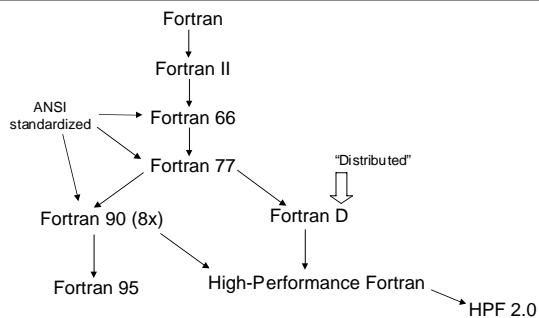 Fortran
Fortran II
ANSI
standardized
Fortran 66
Fortran 77
"Distributed"
Fortran 90 (8x)
Fortran D
Fortran 95
High-Performance Fortran
HPF 2.0